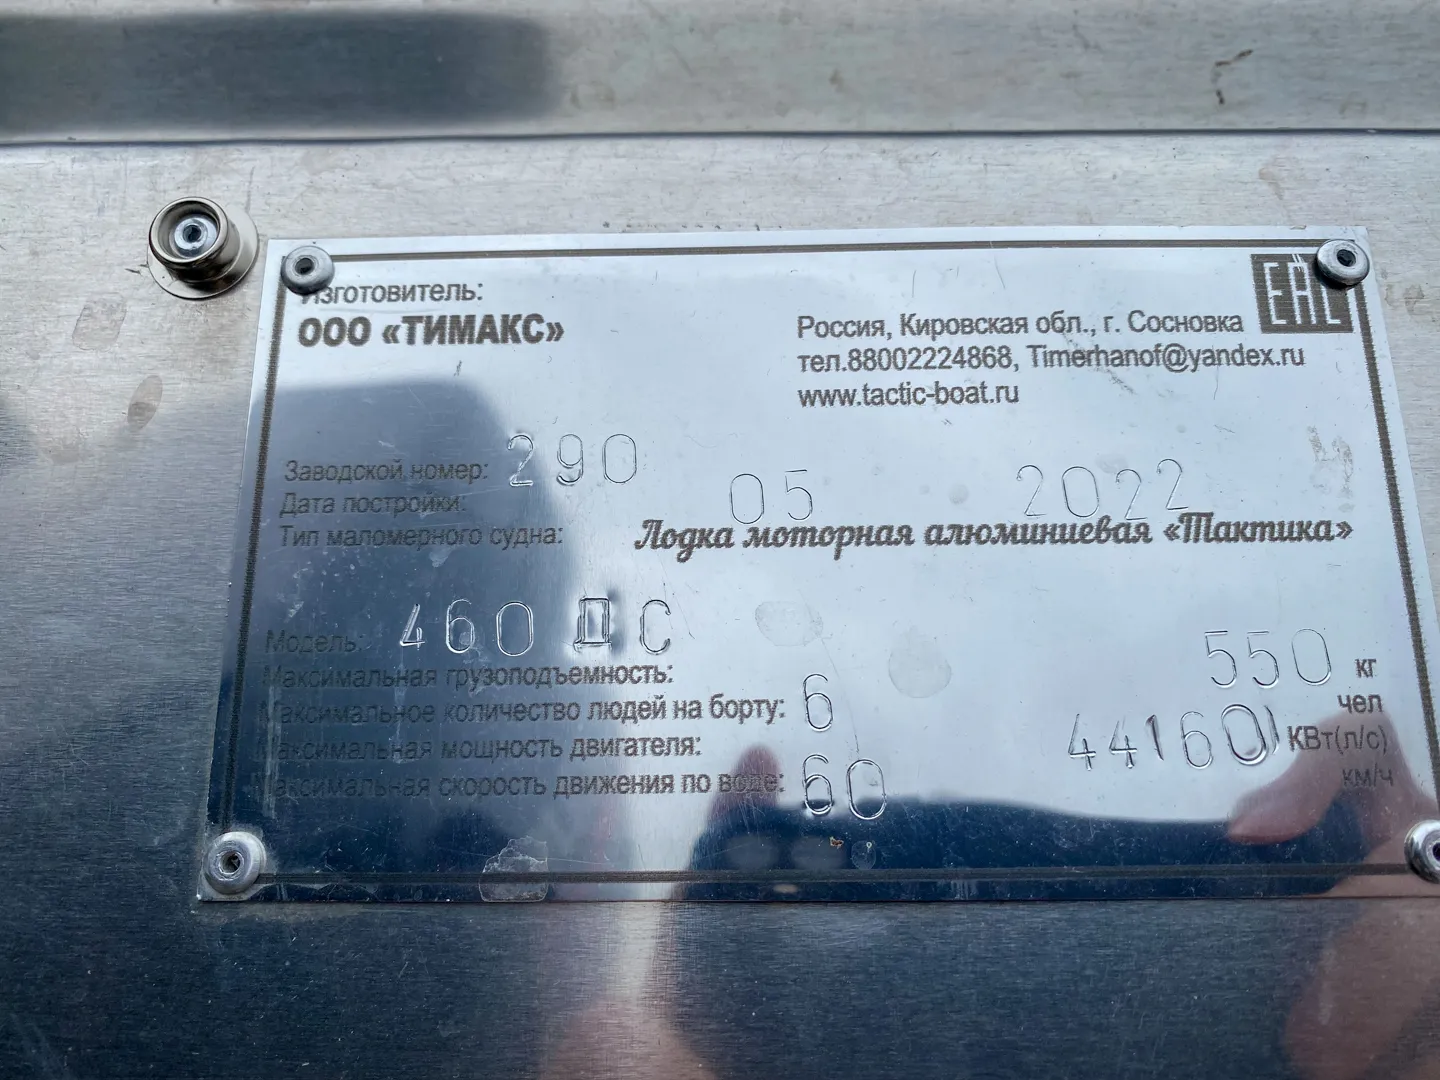 Изготовитель:
ООО «ТИМАКС»
EAC
Россия, Кировская обл., г. Сосновка
тел.88002224868, Timerhanof@yandex.ru
www.tactic-boat.ru
Заводской номер: 290
Дата постройки: 05 2022
Тип маломерного судна: Лодка моторная алюминиевая «Тактика»
Модель: 460 ДС
Максимальная грузоподъемность: 550 кг
Максимальное количество людей на борту: 6 чел
Максимальная мощность двигателя: 44(60) КВт(л/с)
Максимальная скорость движения по воде: 60 км/ч